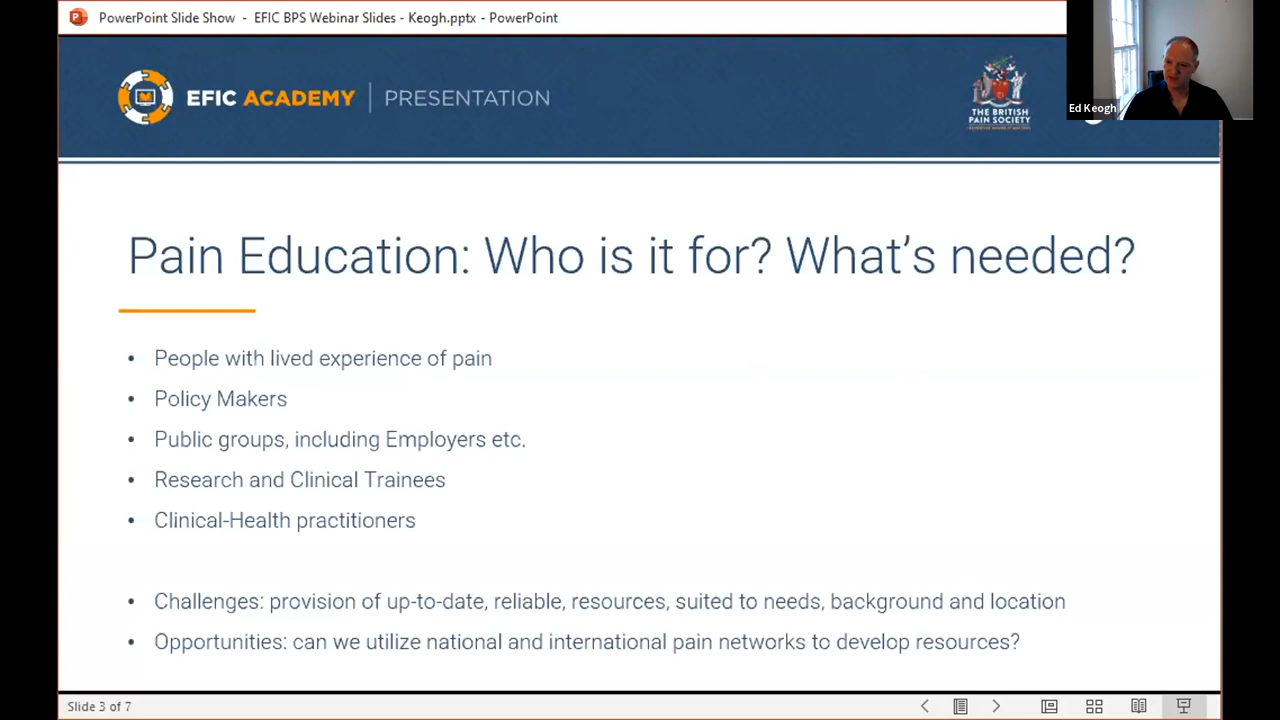 PowerPoint Slide Show - EFIC BPS Webinar Slides - Keogh.pptx - PowerPoint
EFIC ACADEMY | PRESENTATION
THE BRITISH
PAIN SOCIETY
Ed Keogh
Pain Education: Who is it for? What's needed?
• People with lived experience of pain
• Policy Makers
• Public groups, including Employers etc.
• Research and Clinical Trainees
• Clinical-Health practitioners
• Challenges: provision of up-to-date, reliable, resources, suited to needs, background and location
• Opportunities: can we utilize national and international pain networks to develop resources?
Slide 3 of 7